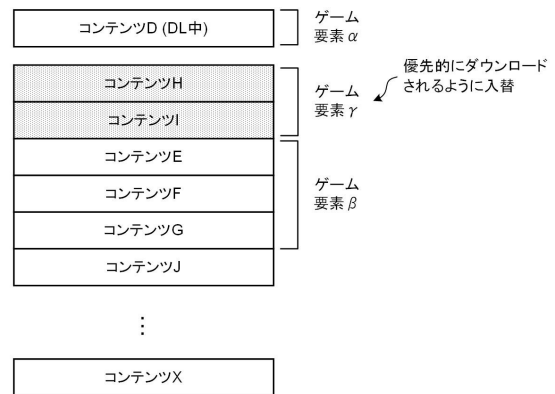 コンテンツD (DL中)
ゲーム
要素α
コンテンツH
コンテンツI
ゲーム
要素γ
優先的にダウンロード
されるように入替
コンテンツE
コンテンツF
コンテンツG
ゲーム
要素β
コンテンツJ
⋮
コンテンツX